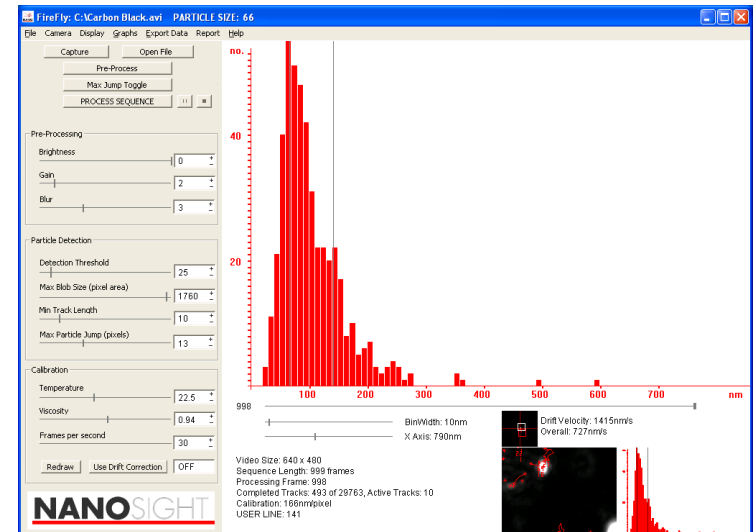 FireFly: C:\Carbon Black.avi PARTICLE SIZE: 66
File Camera Display Graphs Export Data Report Help
Capture Open File
Pre-Process
Max Jump Toggle
PROCESS SEQUENCE
Pre-Processing
Brightness
0
Gain
2
Blur
3
Particle Detection
Detection Threshold
25
Max Blob Size (pixel area)
1760
Min Track Length
10
Max Particle Jump (pixels)
13
Calibration
Temperature
22.5
Viscosity
0.94
Frames per second
30
Redraw Use Drift Correction OFF
NANOSIGHT
no.
40
20
100 200 300 400 500 600 700 nm
998
BinWidth: 10nm
X Axis: 790nm
Drift Velocity: 1415nm/s
Overall: 727nm/s
Video Size: 640 x 480
Sequence Length: 999 frames
Processing Frame: 998
Completed Tracks: 493 of 29763, Active Tracks: 10
Calibration: 166nm/pixel
USER LINE: 141